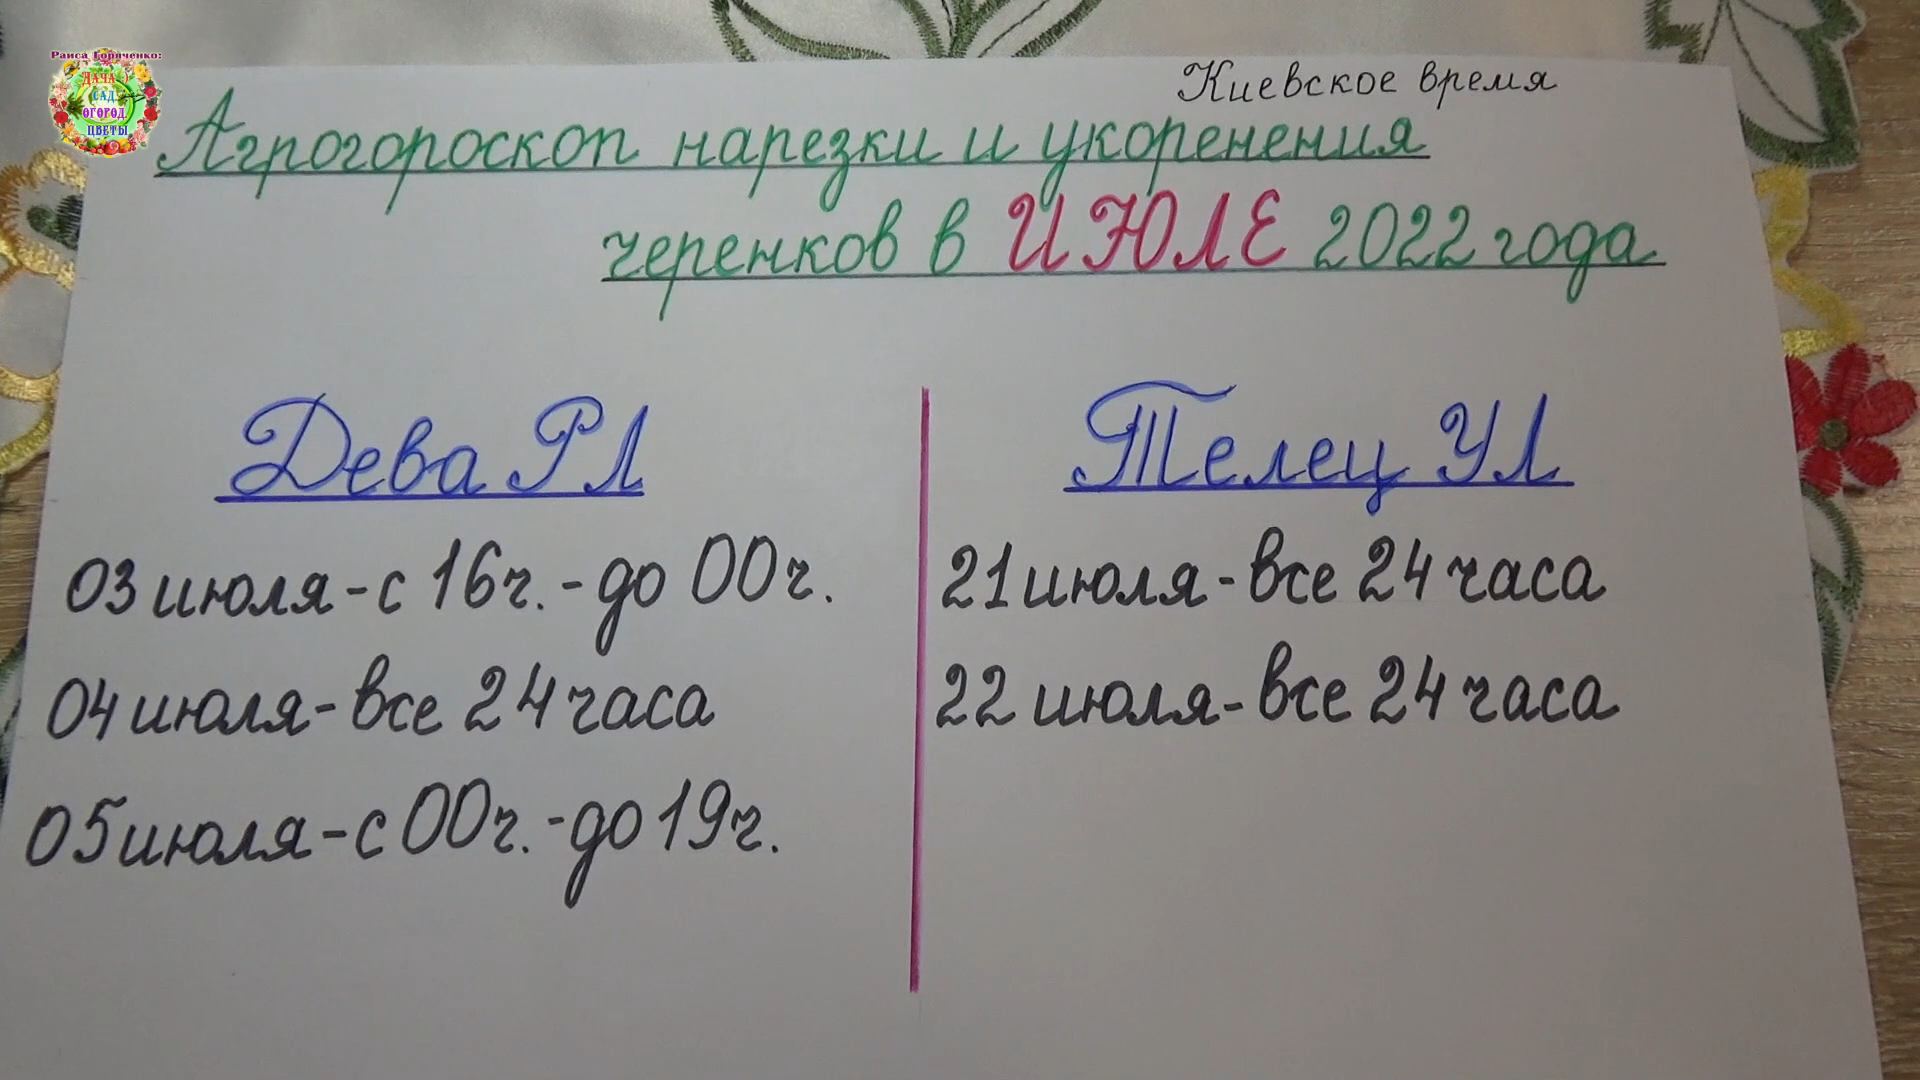 Раиса Горяченко:
ДАЧА
САД
ОГОРОД
ЦВЕТЫ
Киевское время
Агрогороскоп нарезки и укоренения
черенков в ИЮЛЕ 2022 года
Дева РЛ
03 июля - с 16ч. - до 00ч.
04 июля - все 24 часа
05 июля - с 00ч. - до 19ч.
Телец УЛ
21 июля - все 24 часа
22 июля - все 24 часа